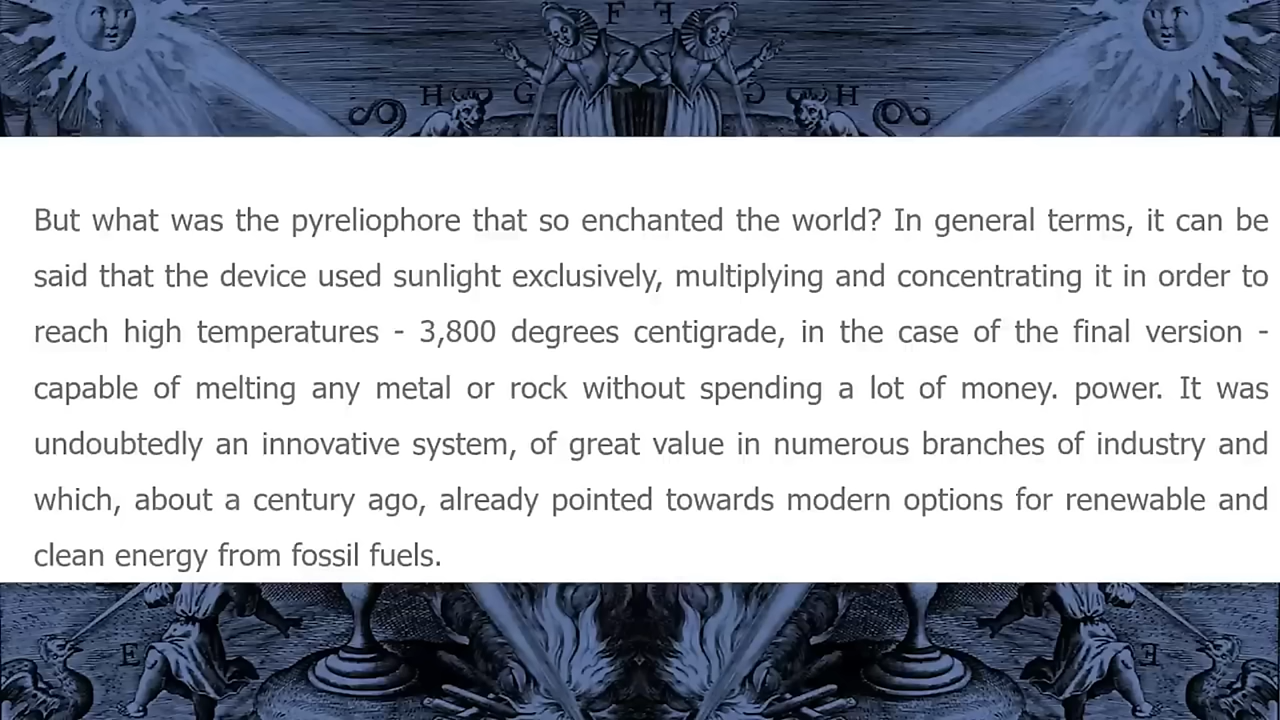 F F
H G G H
But what was the pyreliophore that so enchanted the world? In general terms, it can be
said that the device used sunlight exclusively, multiplying and concentrating it in order to
reach high temperatures - 3,800 degrees centigrade, in the case of the final version -
capable of melting any metal or rock without spending a lot of money. power. It was
undoubtedly an innovative system, of great value in numerous branches of industry and
which, about a century ago, already pointed towards modern options for renewable and
clean energy from fossil fuels.
E E